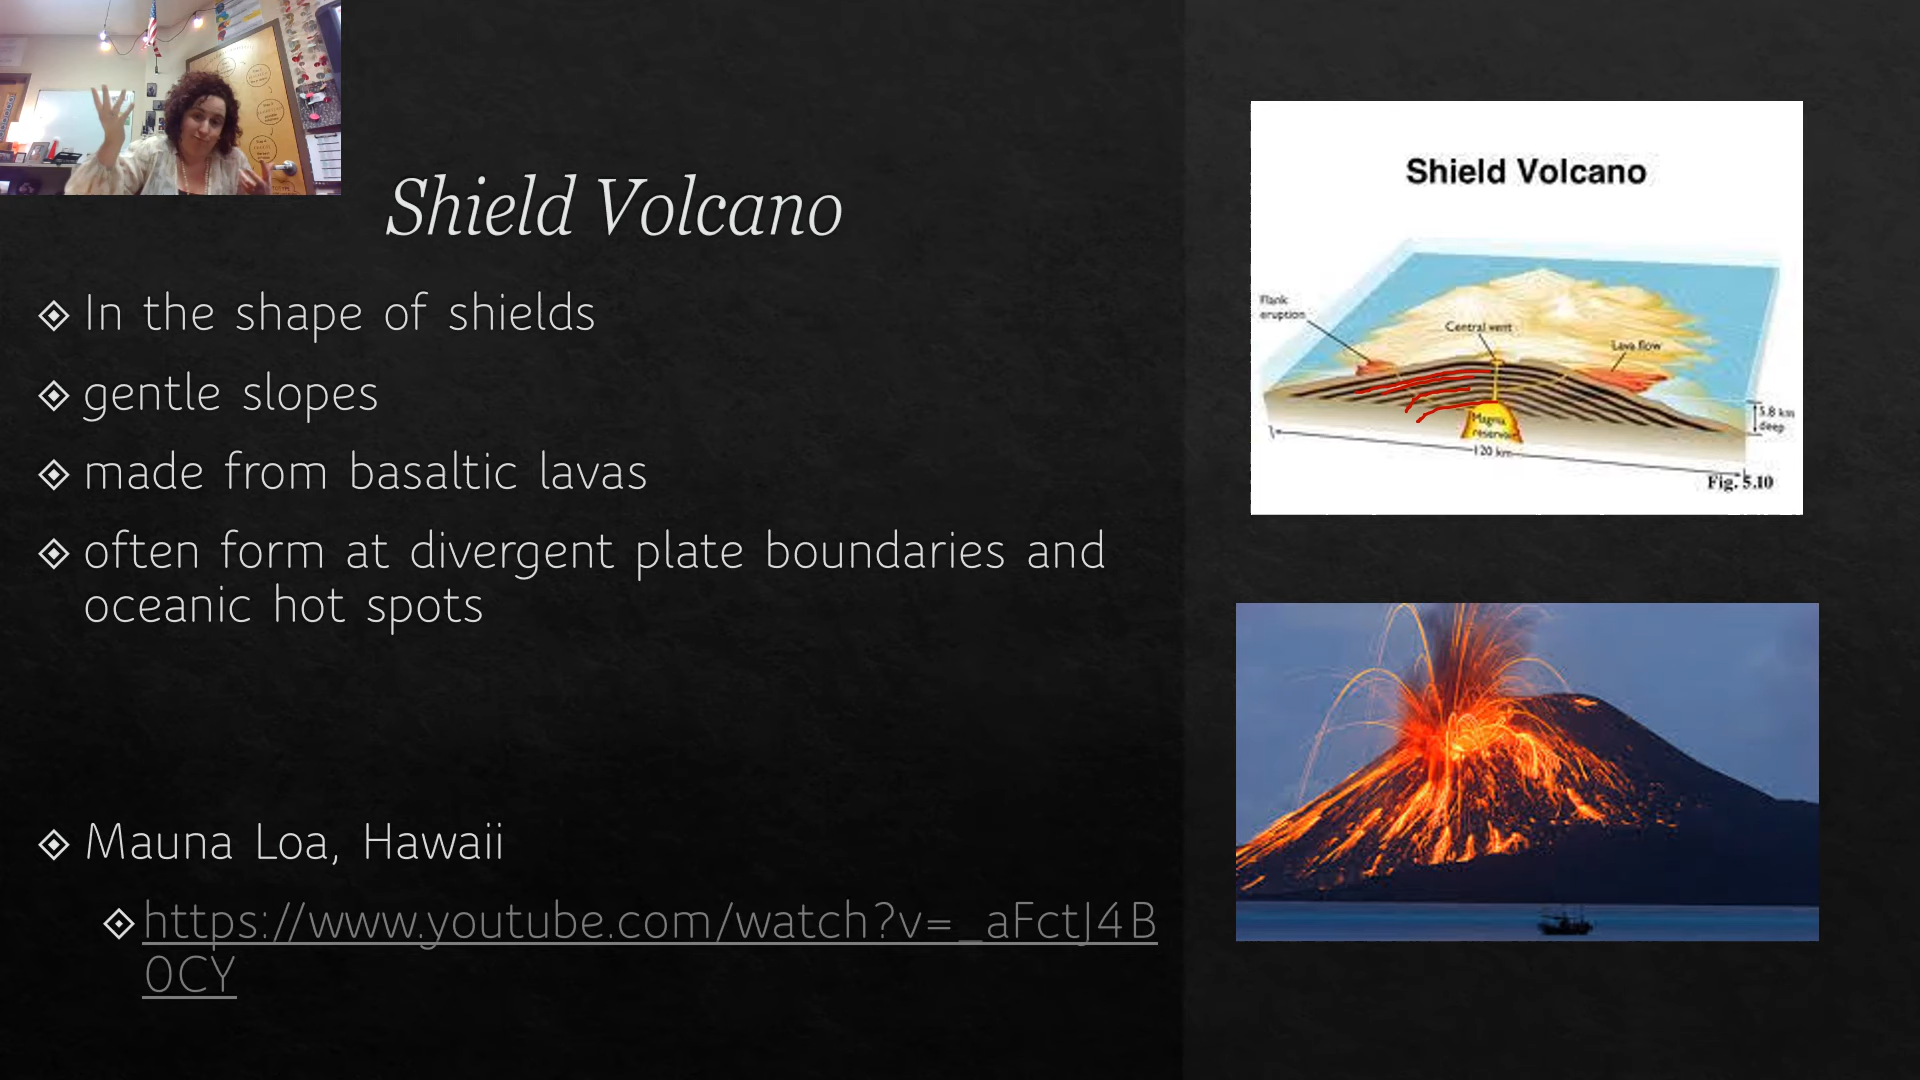 Shield Volcano
In the shape of shields
gentle slopes
made from basaltic lavas
often form at divergent plate boundaries and
oceanic hot spots
Mauna Loa, Hawaii
https://www.youtube.com/watch?v=_aFctJ4B
0CY
Shield Volcano
Flank
eruption
Central vent
Lava flow
Magma
reservoir
5.8 km
deep
120 km
Fig. 5.10